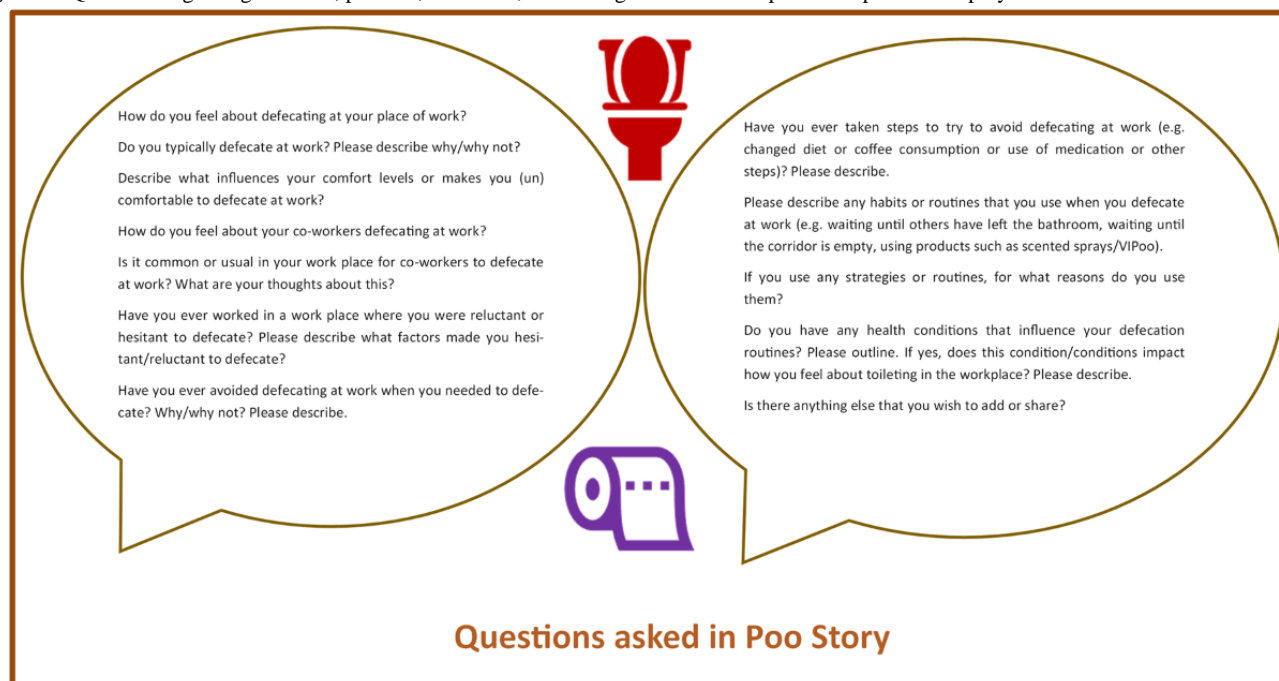 How do you feel about defecating at your place of work?
Do you typically defecate at work? Please describe why/why not?
Describe what influences your comfort levels or makes you (un)
comfortable to defecate at work?
How do you feel about your co-workers defecating at work?
Is it common or usual in your work place for co-workers to defecate
at work? What are your thoughts about this?
Have you ever worked in a work place where you were reluctant or
hesitant to defecate? Please describe what factors made you hesi-
tant/reluctant to defecate?
Have you ever avoided defecating at work when you needed to defe-
cate? Why/why not? Please describe.
Have you ever taken steps to try to avoid defecating at work (e.g.
changed diet or coffee consumption or use of medication or other
steps)? Please describe.
Please describe any habits or routines that you use when you defecate
at work (e.g. waiting until others have left the bathroom, waiting until
the corridor is empty, using products such as scented sprays/VIPoo).
If you use any strategies or routines, for what reasons do you use
them?
Do you have any health conditions that influence your defecation
routines? Please outline. If yes, does this condition/conditions impact
how you feel about toileting in the workplace? Please describe.
Is there anything else that you wish to add or share?
Questions asked in Poo Story